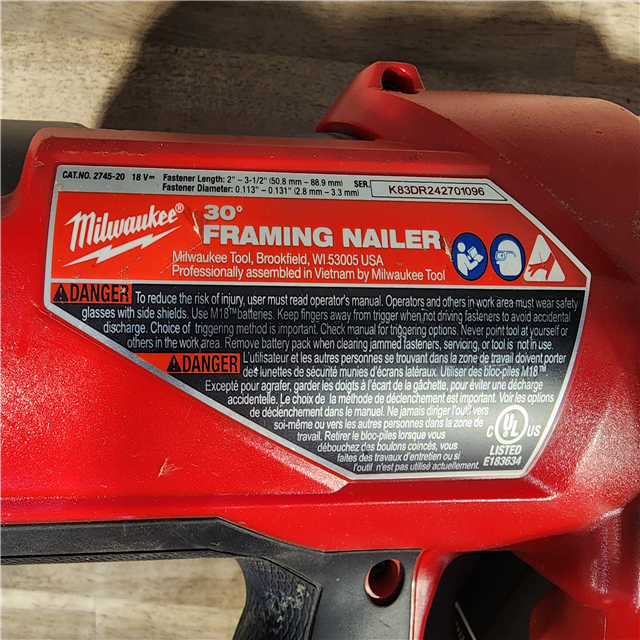 CAT.NO. 2745-20 18 V⎓ Fastener Length: 2" – 3-1/2" (50.8 mm – 88.9 mm) SER. K83DR242701096
Fastener Diameter: 0.113" – 0.131" (2.8 mm – 3.3 mm)
Milwaukee®
30°
FRAMING NAILER
Milwaukee Tool, Brookfield, WI 53005 USA
Professionally assembled in Vietnam by Milwaukee Tool
DANGER To reduce the risk of injury, user must read operator's manual. Operators and others in work area must wear safety
glasses with side shields. Use M18™ batteries. Keep fingers away from trigger when not driving fasteners to avoid accidental
discharge. Choice of triggering method is important. Check manual for triggering options. Never point tool at yourself or
others in the work area. Remove battery pack when clearing jammed fasteners, servicing, or tool is not in use.
DANGER L'utilisateur et les autres personnes se trouvant dans la zone de travail doivent porter
des lunettes de sécurité munies d'écrans latéraux. Utiliser des bloc-piles M18™.
Excepté pour agrafer, garder les doigts à l'écart de la gâchette, pour éviter une décharge
accidentelle. Le choix de la méthode de déclenchement est important. Voir les options
de déclenchement dans le manuel. Ne jamais diriger l'outil vers
soi-même ou vers les autres personnes dans la zone de
travail. Retirer le bloc-piles lorsque vous
débouchez des boulons coincés, vous
faites des travaux d'entretien ou si
l'outil n'est pas utilisé actuellement.
C UL® US
LISTED
E183634